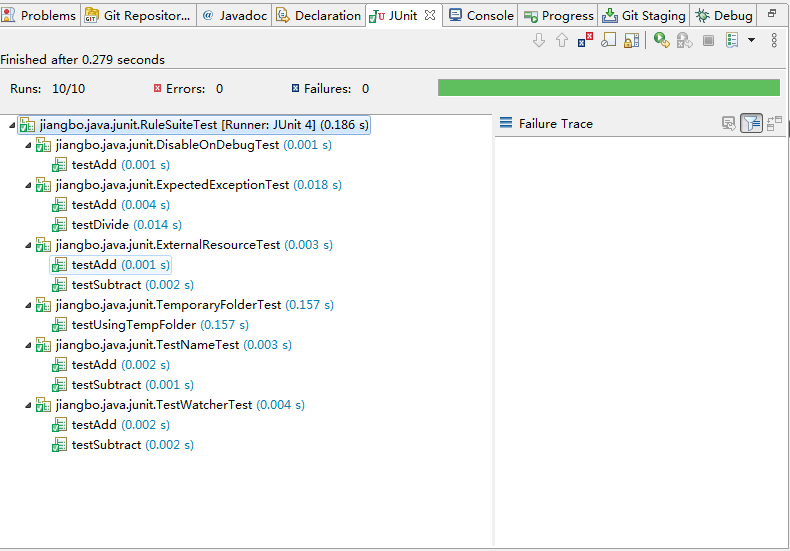 Problems Git Repositor... @ Javadoc Declaration JUnit Console Progress Git Staging Debug
Finished after 0.279 seconds
Runs: 10/10 Errors: 0 Failures: 0
jiangbo.java.junit.RuleSuiteTest [Runner: JUnit 4] (0.186 s)
jiangbo.java.junit.DisableOnDebugTest (0.001 s)
testAdd (0.001 s)
jiangbo.java.junit.ExpectedExceptionTest (0.018 s)
testAdd (0.004 s)
testDivide (0.014 s)
jiangbo.java.junit.ExternalResourceTest (0.003 s)
testAdd (0.001 s)
testSubtract (0.002 s)
jiangbo.java.junit.TemporaryFolderTest (0.157 s)
testUsingTempFolder (0.157 s)
jiangbo.java.junit.TestNameTest (0.003 s)
testAdd (0.002 s)
testSubtract (0.001 s)
jiangbo.java.junit.TestWatcherTest (0.004 s)
testAdd (0.002 s)
testSubtract (0.002 s)
Failure Trace